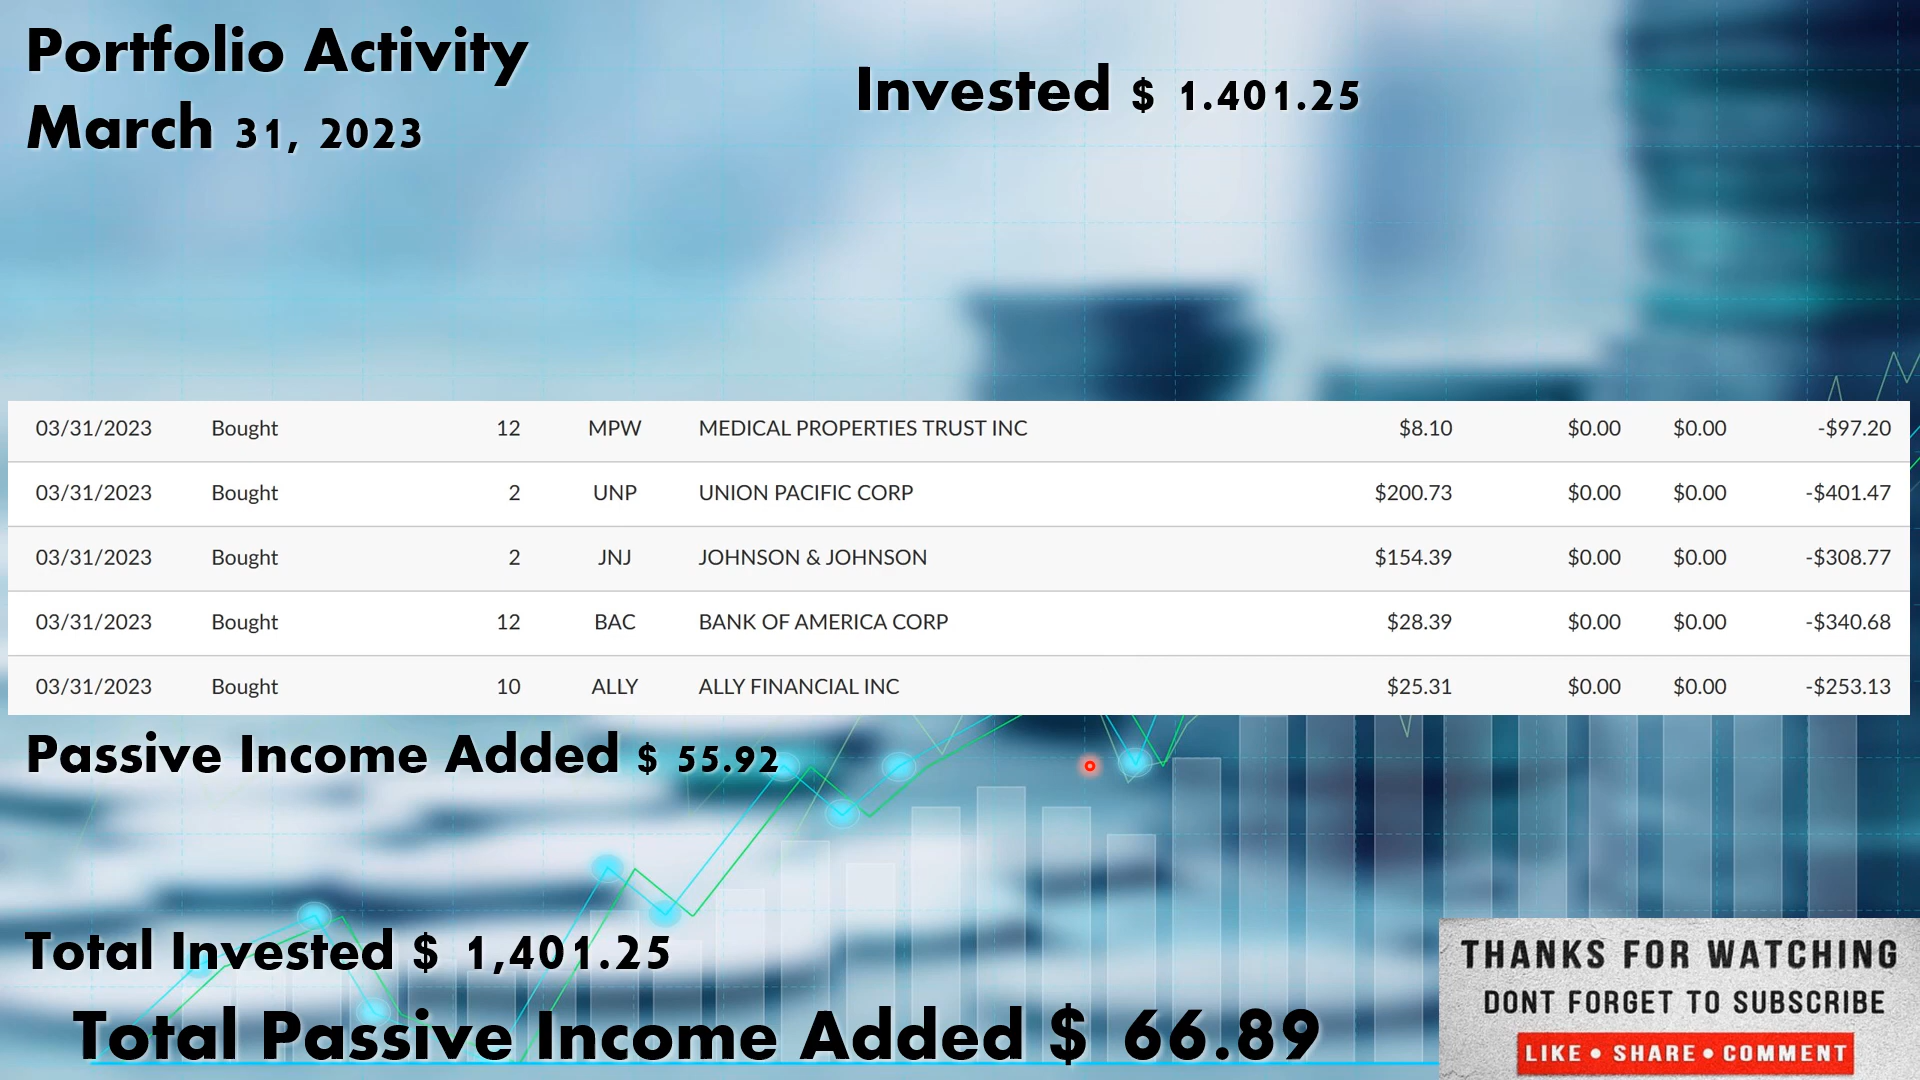 Portfolio Activity
March 31, 2023
Invested $ 1.401.25
03/31/2023 Bought 12 MPW MEDICAL PROPERTIES TRUST INC $8.10 $0.00 $0.00 -$97.20
03/31/2023 Bought 2 UNP UNION PACIFIC CORP $200.73 $0.00 $0.00 -$401.47
03/31/2023 Bought 2 JNJ JOHNSON & JOHNSON $154.39 $0.00 $0.00 -$308.77
03/31/2023 Bought 12 BAC BANK OF AMERICA CORP $28.39 $0.00 $0.00 -$340.68
03/31/2023 Bought 10 ALLY ALLY FINANCIAL INC $25.31 $0.00 $0.00 -$253.13
Passive Income Added $ 55.92
Total Invested $ 1,401.25
Total Passive Income Added $ 66.89
THANKS FOR WATCHING
DONT FORGET TO SUBSCRIBE
LIKE • SHARE • COMMENT